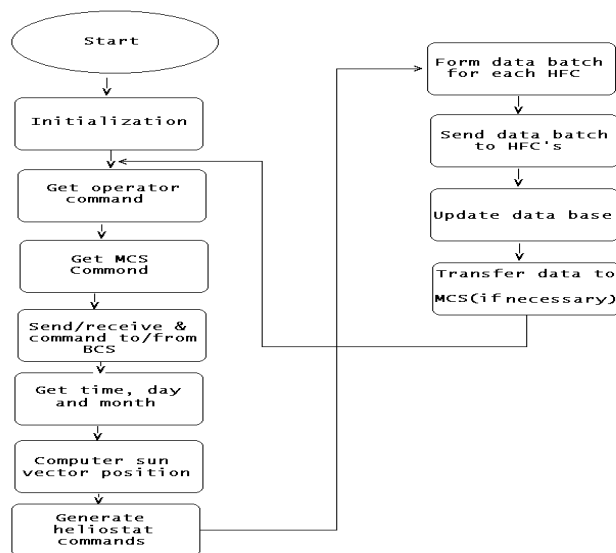 Start
Initialization
Get operator
command
Get MCS
Commond
Send/receive &
command to/from
BCS
Get time, day
and month
Computer sun
vector position
Generate
heliostat
commands
Form data batch
for each HFC
Send data batch
to HFC's
Update data base
Transfer data to
MCS(if necessary)